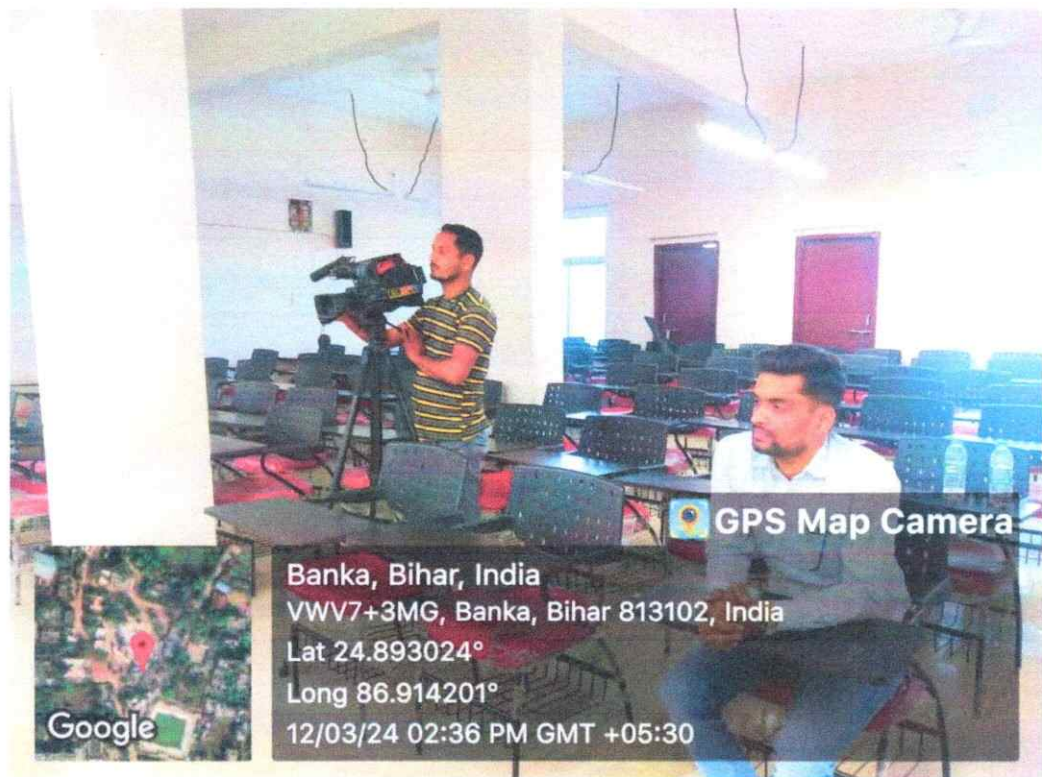 GPS Map Camera
Banka, Bihar, India
VWV7+3MG, Banka, Bihar 813102, India
Lat 24.893024°
Long 86.914201°
12/03/24 02:36 PM GMT +05:30
Google